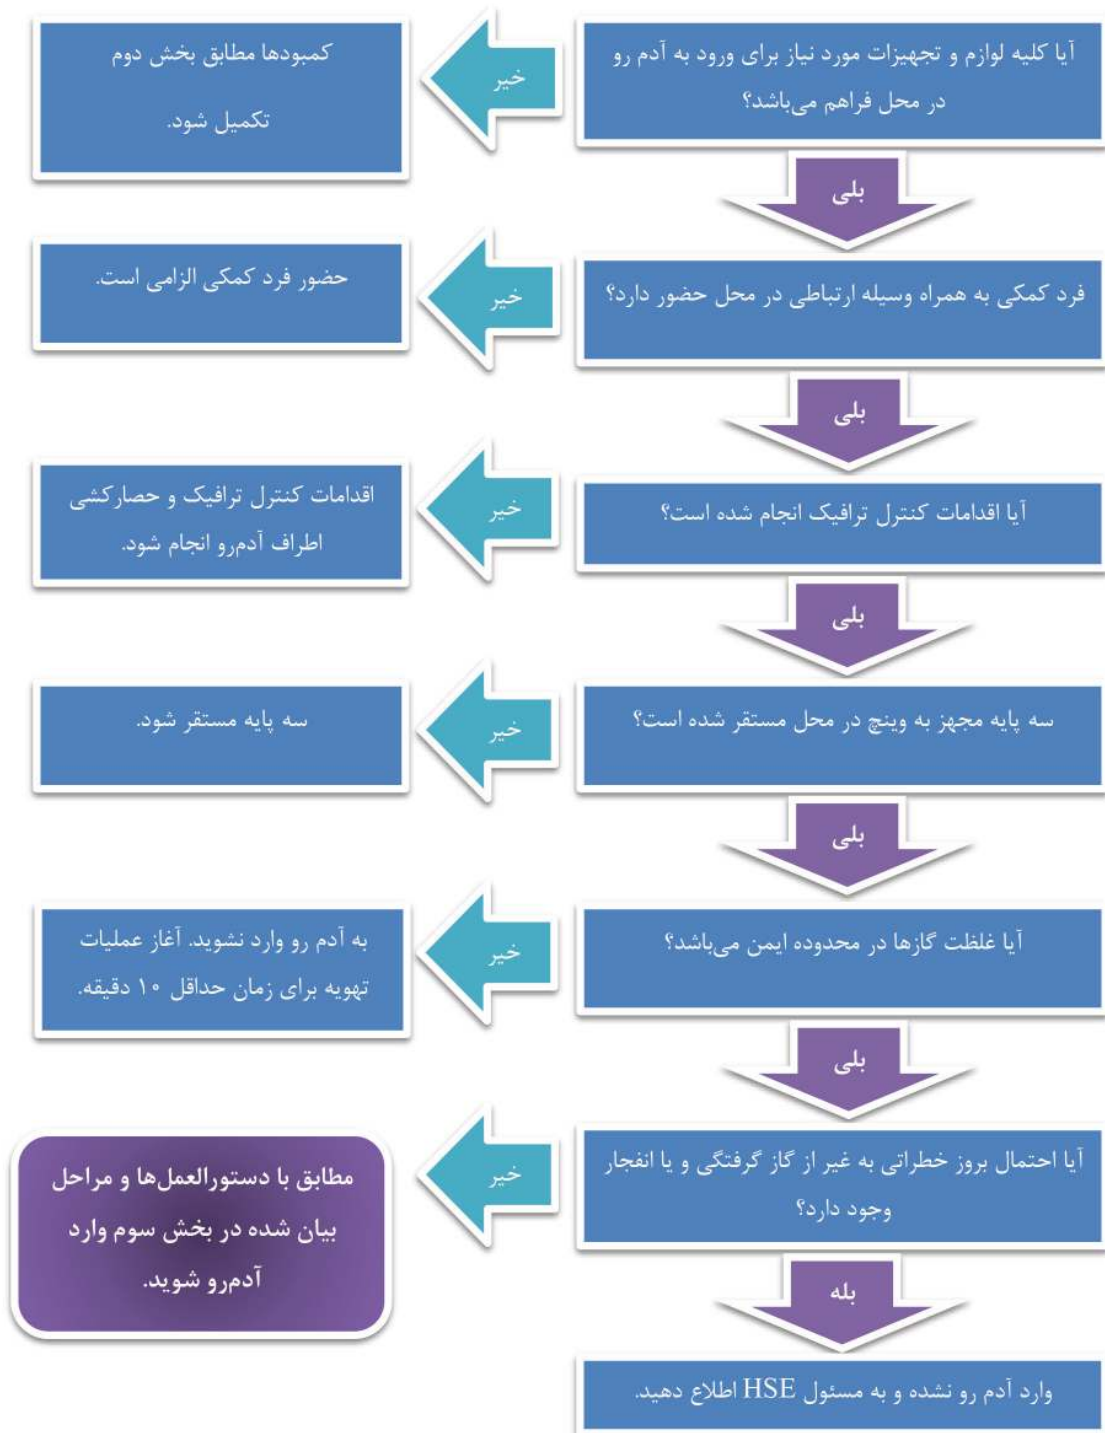 آیا کلیه لوازم و تجهیزات مورد نیاز برای ورود به آدم رو
در محل فراهم می‌باشد؟
خیر
کمبودها مطابق بخش دوم
تکمیل شود.
بلی
فرد کمکی به همراه وسیله ارتباطی در محل حضور دارد؟
خیر
حضور فرد کمکی الزامی است.
بلی
آیا اقدامات کنترل ترافیک انجام شده است؟
خیر
اقدامات کنترل ترافیک و حصارکشی
اطراف آدم‌رو انجام شود.
بلی
سه پایه مجهز به وینچ در محل مستقر شده است؟
خیر
سه پایه مستقر شود.
بلی
آیا غلظت گازها در محدوده ایمن می‌باشد؟
خیر
به آدم رو وارد نشوید. آغاز عملیات
تهویه برای زمان حداقل ۱۰ دقیقه.
بلی
آیا احتمال بروز خطراتی به غیر از گاز گرفتگی و یا انفجار
وجود دارد؟
خیر
مطابق با دستورالعمل‌ها و مراحل
بیان شده در بخش سوم وارد
آدم‌رو شوید.
بله
وارد آدم رو نشده و به مسئول HSE اطلاع دهید.